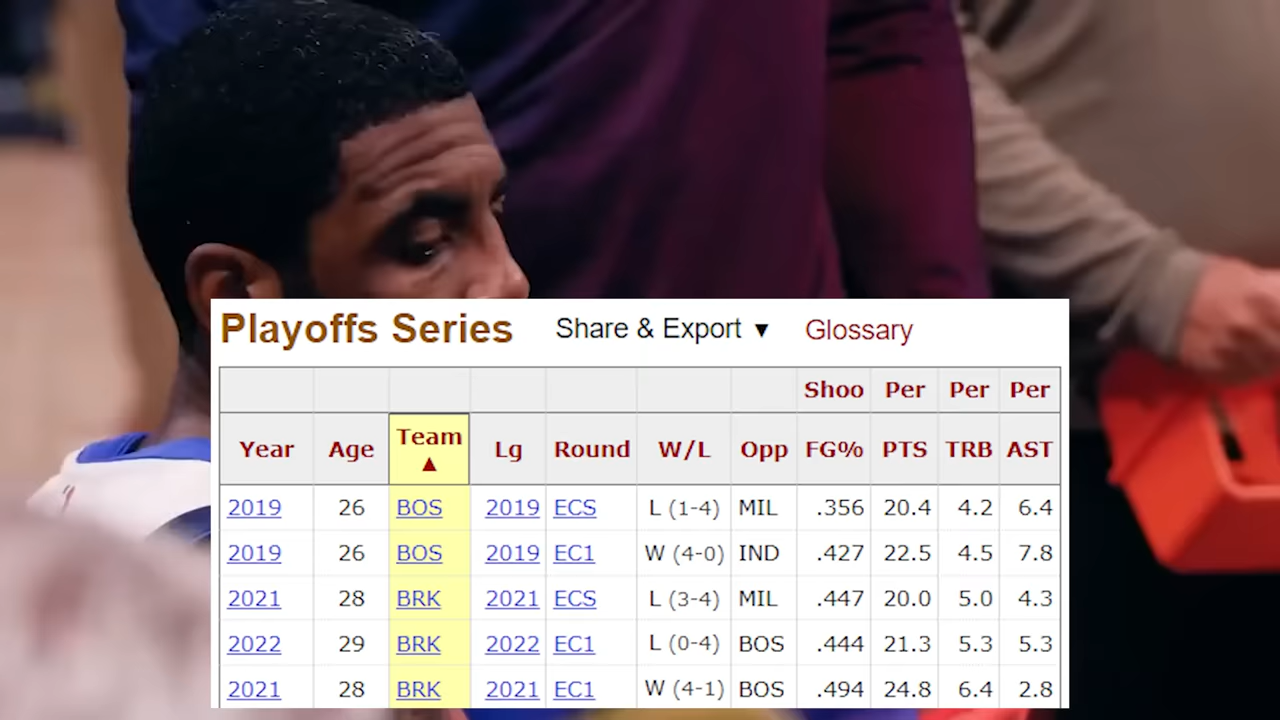 Playoffs Series Share & Export ▼ Glossary
Shoo Per Per Per
Year Age Team ▲ Lg Round W/L Opp FG% PTS TRB AST
2019 26 BOS 2019 ECS L (1-4) MIL .356 20.4 4.2 6.4
2019 26 BOS 2019 EC1 W (4-0) IND .427 22.5 4.5 7.8
2021 28 BRK 2021 ECS L (3-4) MIL .447 20.0 5.0 4.3
2022 29 BRK 2022 EC1 L (0-4) BOS .444 21.3 5.3 5.3
2021 28 BRK 2021 EC1 W (4-1) BOS .494 24.8 6.4 2.8